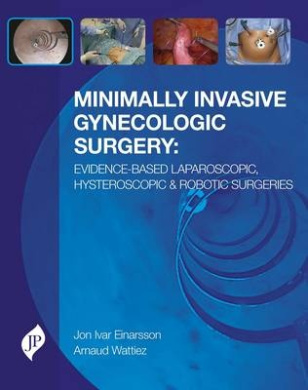 MINIMALLY INVASIVE
GYNECOLOGIC
SURGERY:
EVIDENCE-BASED LAPAROSCOPIC,
HYSTEROSCOPIC & ROBOTIC SURGERIES
JP
Jon Ivar Einarsson
Arnaud Wattiez